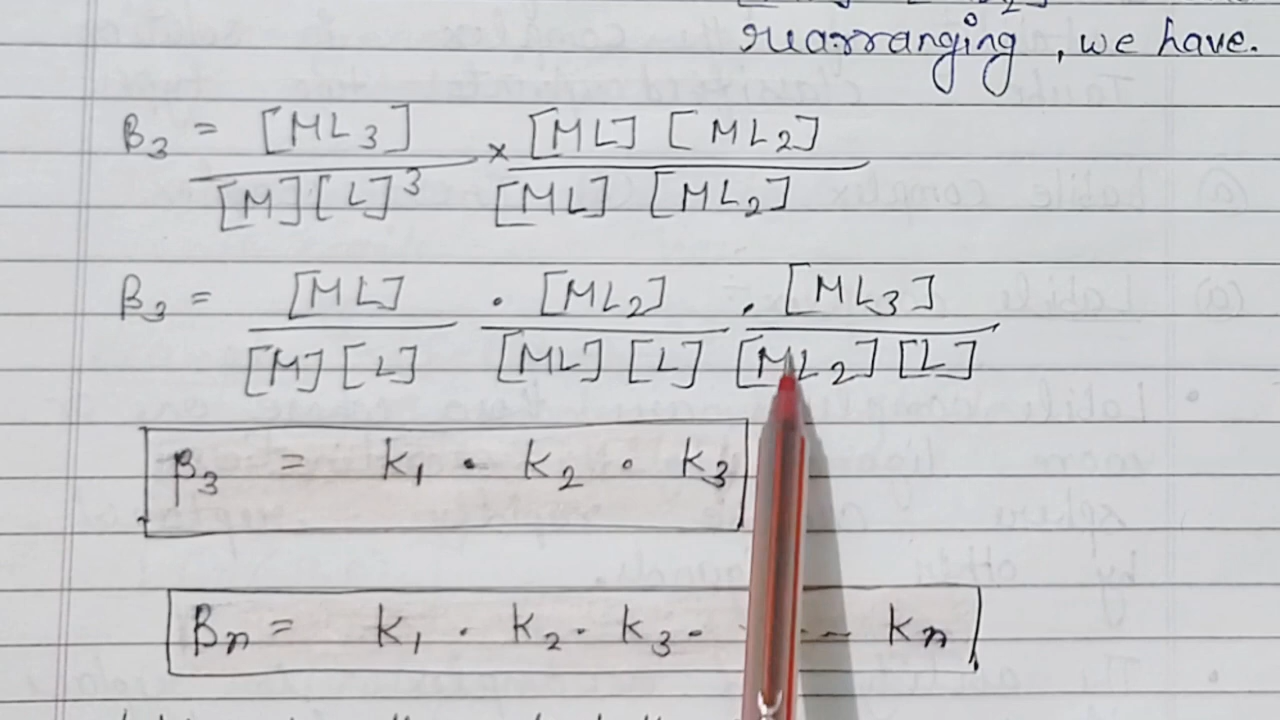 rearranging, we have.
β₃ = [ML₃] / [M][L]³ × [ML] [ML₂] / [ML] [ML₂]
β₃ = [ML] / [M][L] · [ML₂] / [ML][L] · [ML₃] / [ML₂][L]
β₃ = K₁ · K₂ · K₃
βn = K₁ · K₂ · K₃ · - - Kn